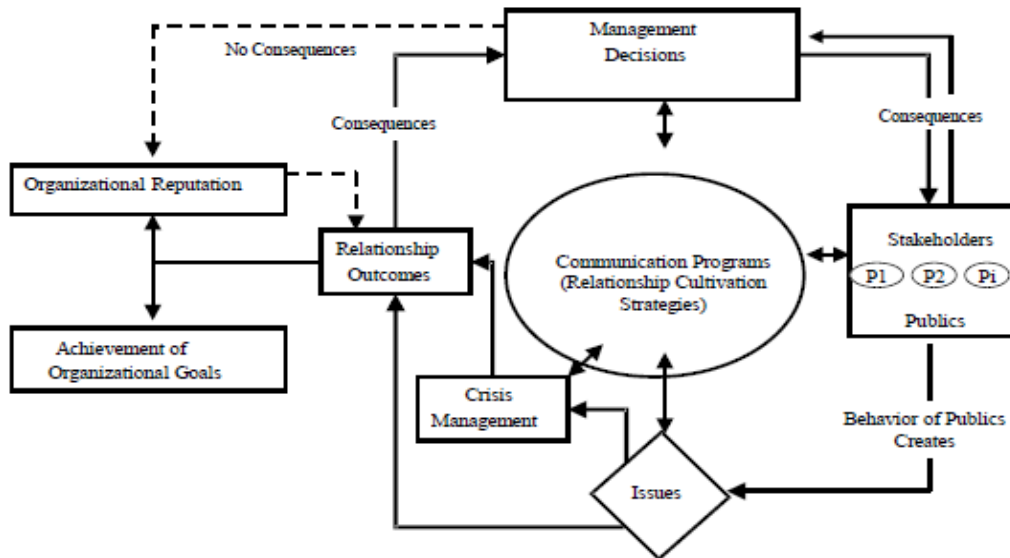 Management
Decisions
No Consequences
Consequences
Consequences
Organizational Reputation
Relationship
Outcomes
Communication Programs
(Relationship Cultivation
Strategies)
Stakeholders
P1 P2 Pi
Publics
Achievement of
Organizational Goals
Crisis
Management
Behavior of Publics
Creates
Issues